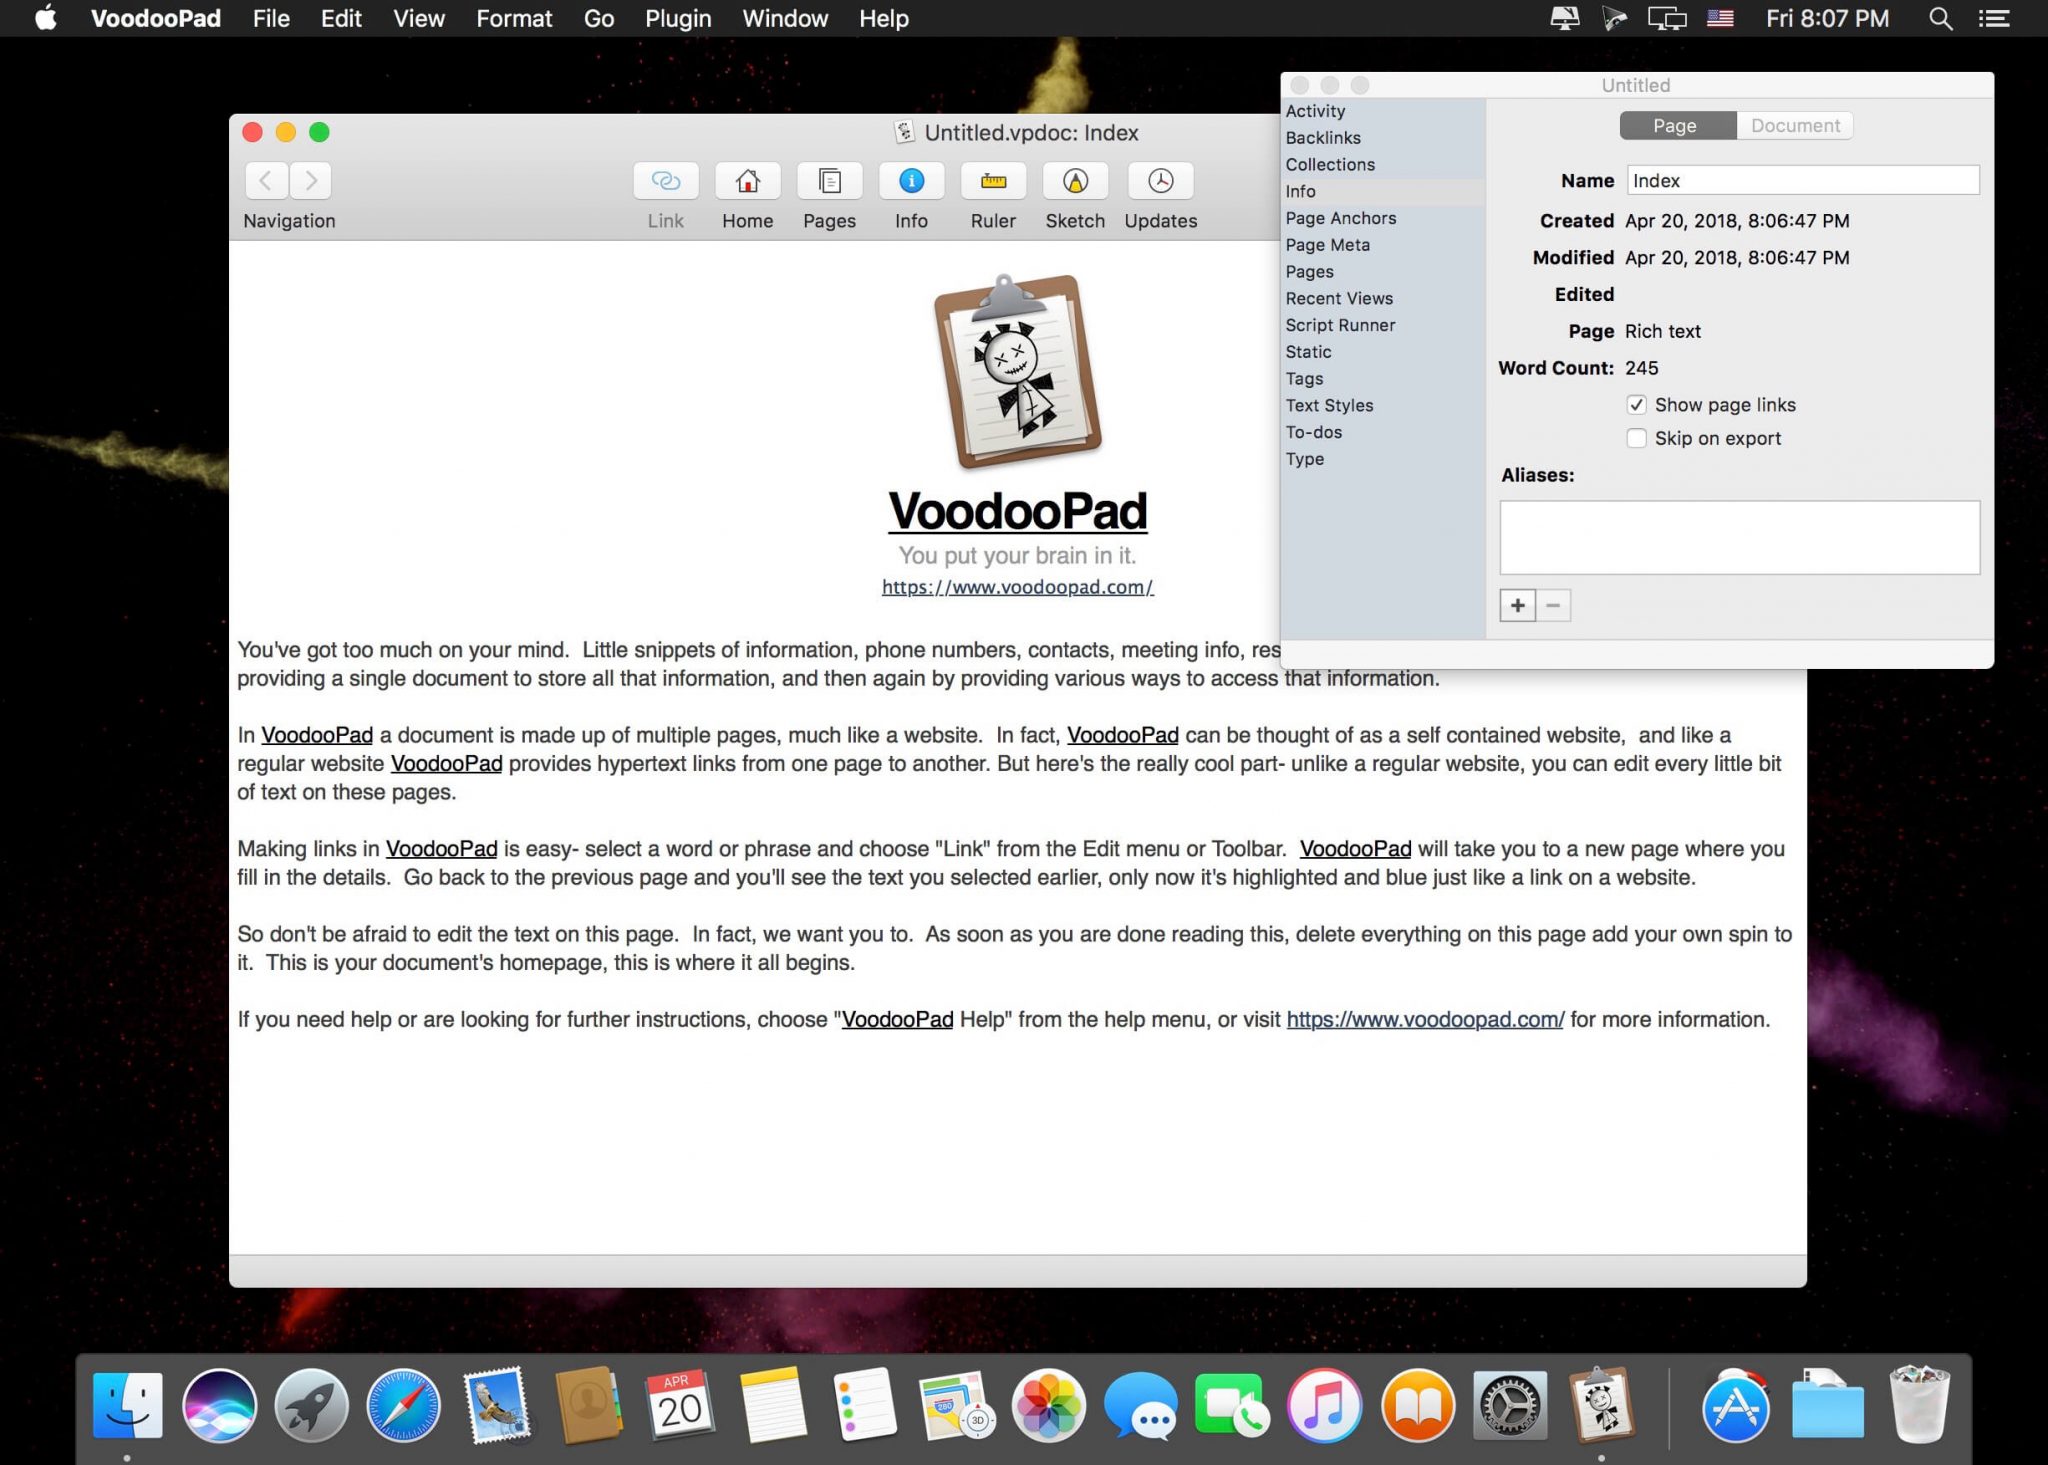 VoodooPad File Edit View Format Go Plugin Window Help Fri 8:07 PM
Untitled.vpdoc: Index
Navigation Link Home Pages Info Ruler Sketch Updates
VoodooPad
You put your brain in it.
https://www.voodoopad.com/
You've got too much on your mind.  Little snippets of information, phone numbers, contacts, meeting info, res
providing a single document to store all that information, and then again by providing various ways to access that information.
In VoodooPad a document is made up of multiple pages, much like a website.  In fact, VoodooPad can be thought of as a self contained website,  and like a
regular website VoodooPad provides hypertext links from one page to another. But here's the really cool part- unlike a regular website, you can edit every little bit
of text on these pages.
Making links in VoodooPad is easy- select a word or phrase and choose "Link" from the Edit menu or Toolbar.  VoodooPad will take you to a new page where you
fill in the details.  Go back to the previous page and you'll see the text you selected earlier, only now it's highlighted and blue just like a link on a website.
So don't be afraid to edit the text on this page.  In fact, we want you to.  As soon as you are done reading this, delete everything on this page add your own spin to
it.  This is your document's homepage, this is where it all begins.
If you need help or are looking for further instructions, choose "VoodooPad Help" from the help menu, or visit https://www.voodoopad.com/ for more information.
Untitled
Activity
Backlinks
Collections
Info
Page Anchors
Page Meta
Pages
Recent Views
Script Runner
Static
Tags
Text Styles
To-dos
Type
Page Document
Name Index
Created Apr 20, 2018, 8:06:47 PM
Modified Apr 20, 2018, 8:06:47 PM
Edited
Page Rich text
Word Count: 245
Show page links
Skip on export
Aliases:
APR
20
280
3D